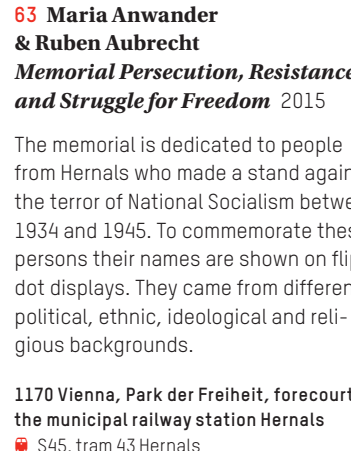 63 Maria Anwander
& Ruben Aubrecht
Memorial Persecution, Resistance
and Struggle for Freedom 2015
The memorial is dedicated to people
from Hernals who made a stand again
the terror of National Socialism betwe
1934 and 1945. To commemorate thes
persons their names are shown on flip
dot displays. They came from differen
political, ethnic, ideological and reli-
gious backgrounds.
1170 Vienna, Park der Freiheit, forecourt
the municipal railway station Hernals
S45, tram 43 Hernals